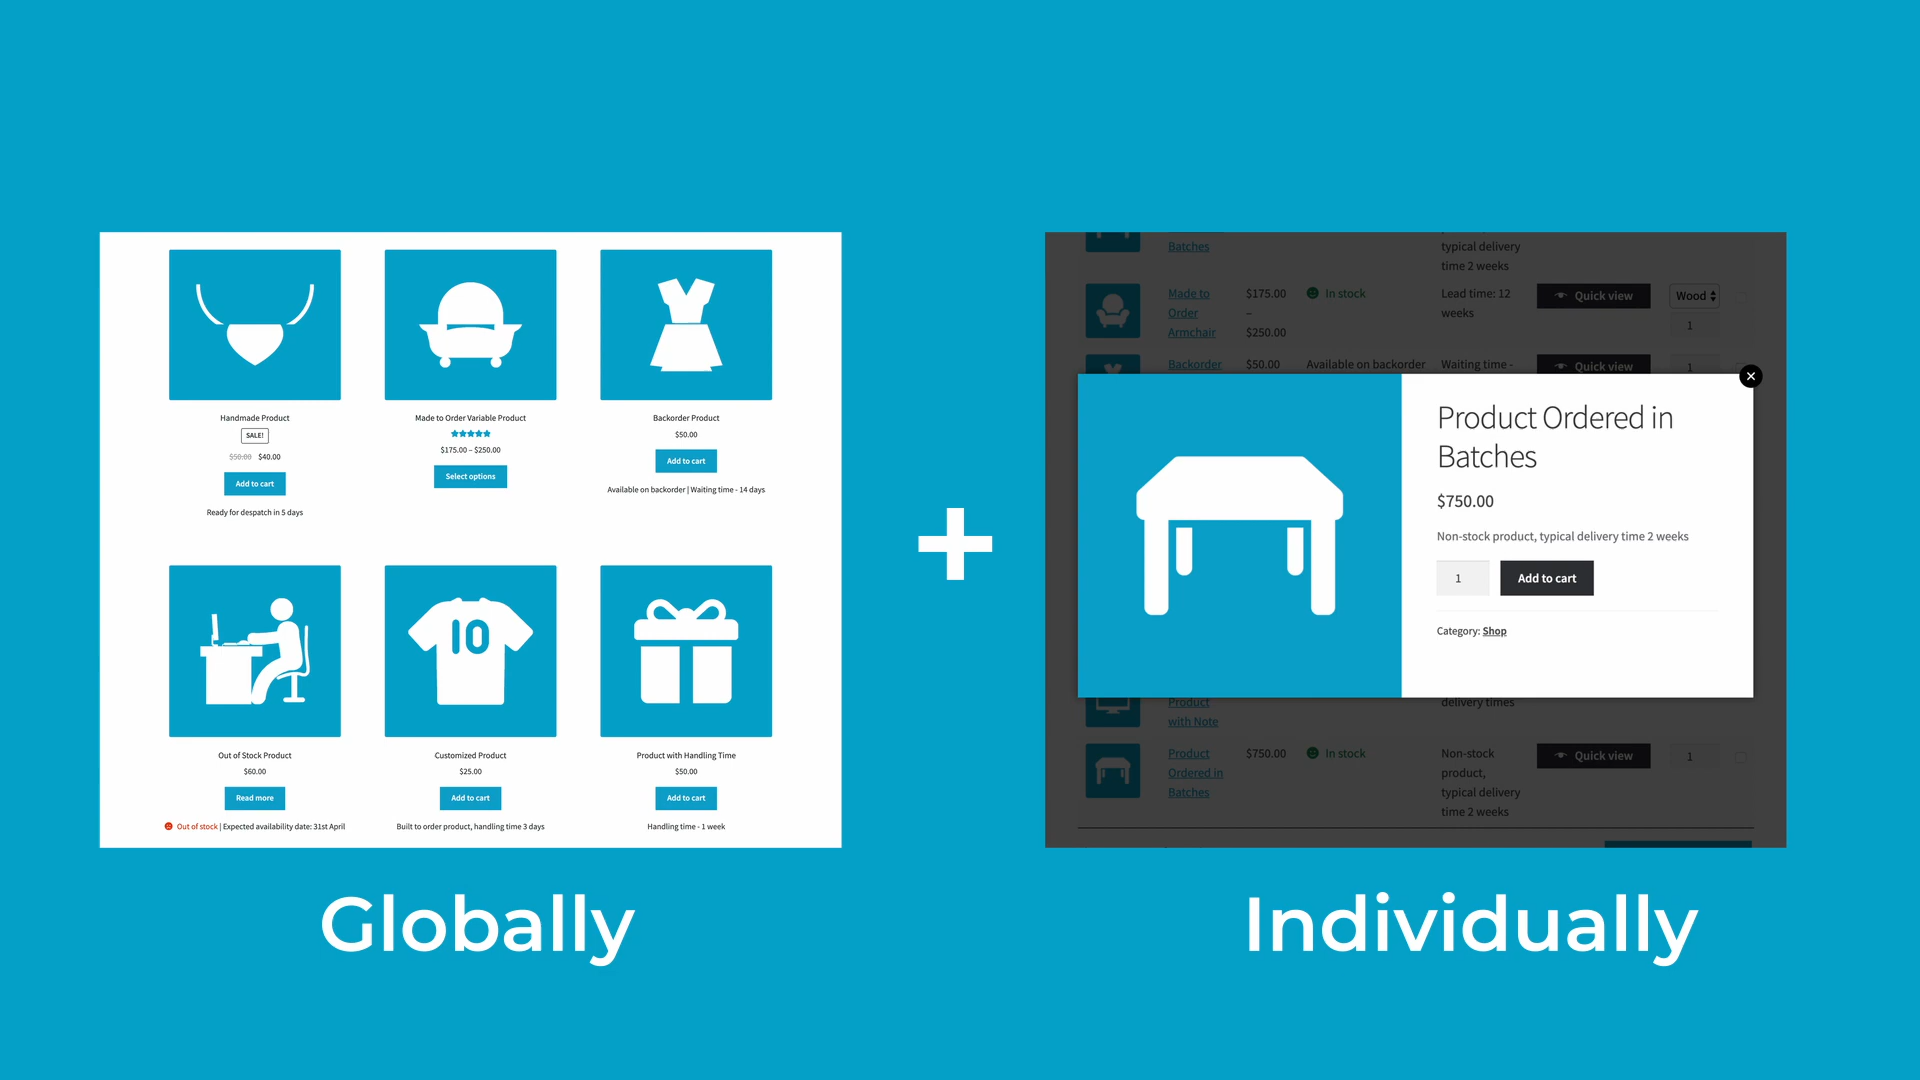 Handmade Product
SALE!
$50.00 $40.00
Add to cart
Ready for despatch in 5 days
Made to Order Variable Product
$175.00 – $250.00
Select options
Backorder Product
$50.00
Add to cart
Available on backorder | Waiting time - 14 days
Out of Stock Product
$60.00
Read more
Out of stock | Expected availability date: 31st April
10
Customized Product
$25.00
Add to cart
Built to order product, handling time 3 days
Product with Handling Time
$50.00
Add to cart
Handling time - 1 week
Globally
+
Batches
typical delivery
time 2 weeks
Made to
Order
Armchair
$175.00
–
$250.00
In stock
Lead time: 12
weeks
Quick view
Wood
1
Backorder
$50.00
Available on backorder
Waiting time -
Quick view
1
Product Ordered in
Batches
$750.00
Non-stock product, typical delivery time 2 weeks
1
Add to cart
Category: Shop
Product
with Note
delivery times
Product
Ordered in
Batches
$750.00
In stock
Non-stock
product,
typical delivery
time 2 weeks
Quick view
1
Individually